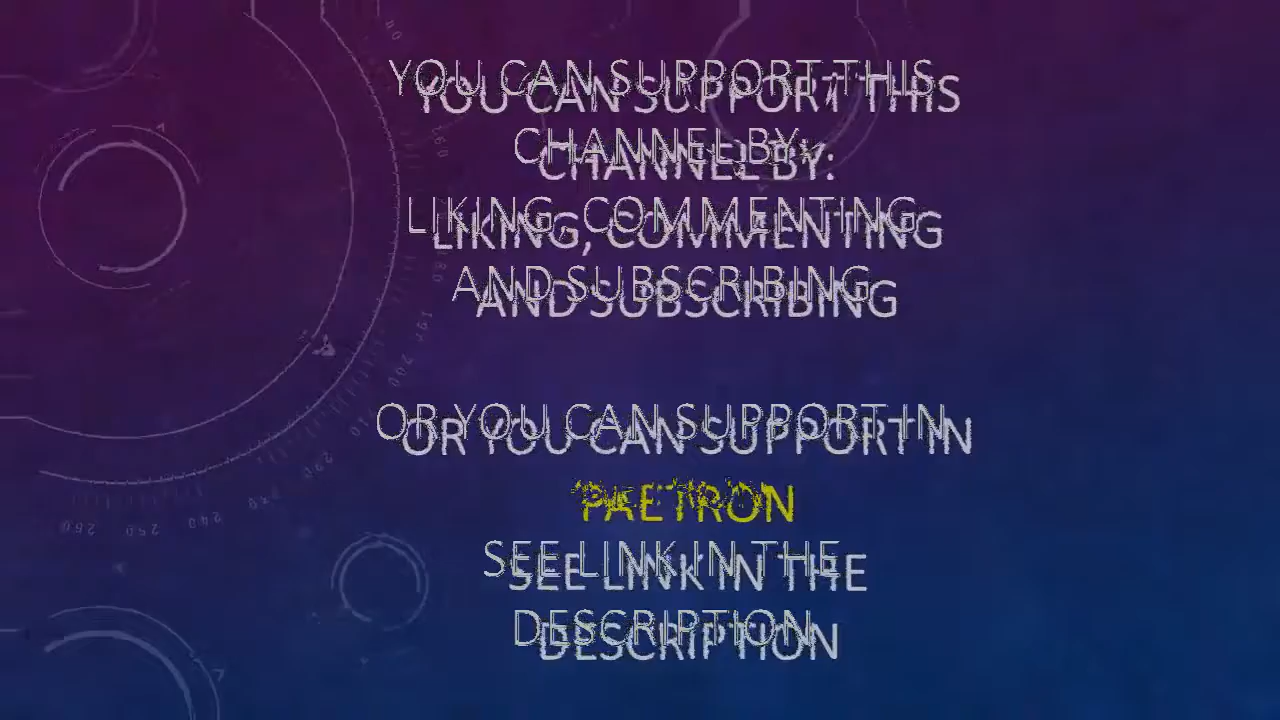 YOU CAN SUPPORT THIS
CHANNEL BY:
LIKING, COMMENTING
AND SUBSCRIBING
OR YOU CAN SUPPORT IN
'PAETRON
SEE LINK IN THE
DESCRIPTION